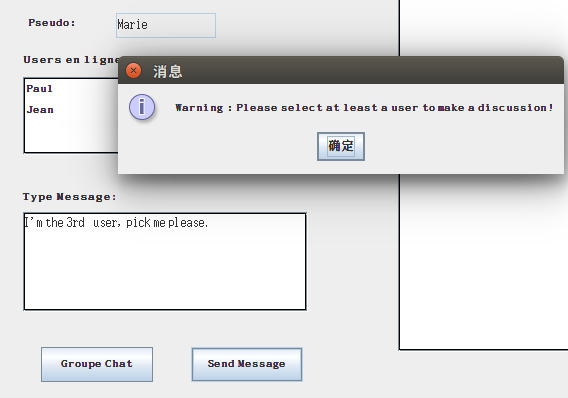 Pseudo:
Marie
Users en ligne
Paul
Jean
消息
Warning : Please select at least a user to make a discussion!
确定
Type Message:
I'm the 3rd user, pick me please.
Groupe Chat
Send Message